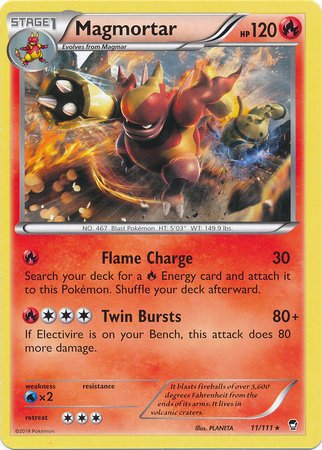 STAGE1
Magmortar
HP 120
Evolves from Magmar
NO. 467 Blast Pokémon HT: 5'03" WT: 149.9 lbs.
Flame Charge 30
Search your deck for a Energy card and attach it
to this Pokémon. Shuffle your deck afterward.
Twin Bursts 80+
If Electivire is on your Bench, this attack does 80
more damage.
weakness resistance
×2
retreat
It blasts fireballs of over 3,600
degrees Fahrenheit from the
ends of its arms. It lives in
volcanic craters.
©2014 Pokémon
Illus. PLANETA
11/111 ★